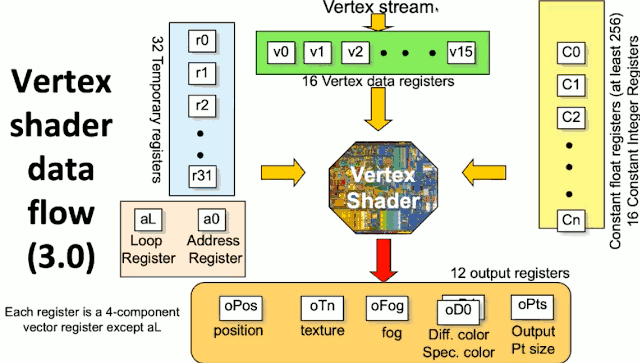 Vertex stream
32 Temporary registers
r0
r1
r2
r31
v0 v1 v2 v15
16 Vertex data registers
Constant float registers (at least 256)
16 Constant Integer Registers
C0
C1
C2
Cn
Vertex
shader
data
flow
(3.0)
Vertex
Shader
aL a0
Loop
Register
Address
Register
12 output registers
Each register is a 4-component
vector register except aL
oPos oTn oFog oD0 oPts
position
texture
fog
Diff. color
Spec. color
Output
Pt size